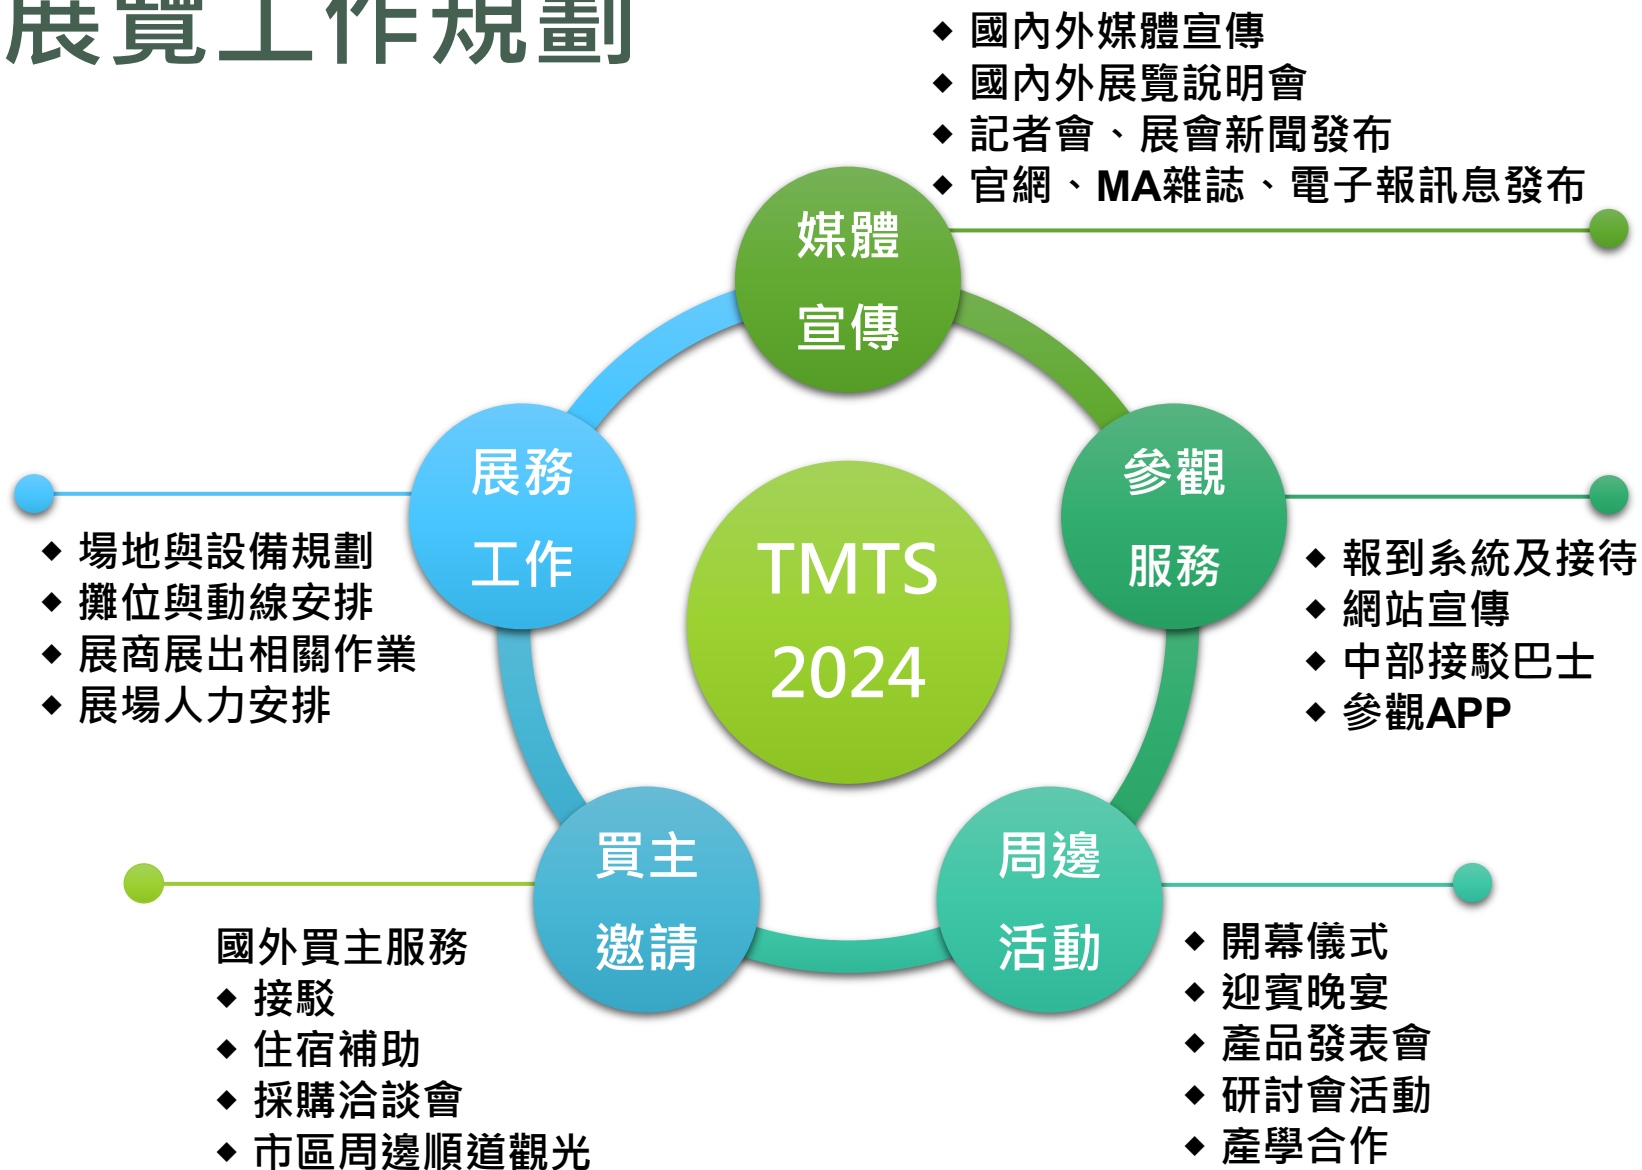 展覽工作規劃
◆ 國內外媒體宣傳
◆ 國內外展覽說明會
◆ 記者會、展會新聞發布
◆ 官網、MA雜誌、電子報訊息發布
媒體
宣傳
展務
工作
◆ 場地與設備規劃
◆ 攤位與動線安排
◆ 展商展出相關作業
◆ 展場人力安排
TMTS
2024
參觀
服務
◆ 報到系統及接待
◆ 網站宣傳
◆ 中部接駁巴士
◆ 參觀APP
買主
邀請
國外買主服務
◆ 接駁
◆ 住宿補助
◆ 採購洽談會
◆ 市區周邊順道觀光
周邊
活動
◆ 開幕儀式
◆ 迎賓晚宴
◆ 產品發表會
◆ 研討會活動
◆ 產學合作